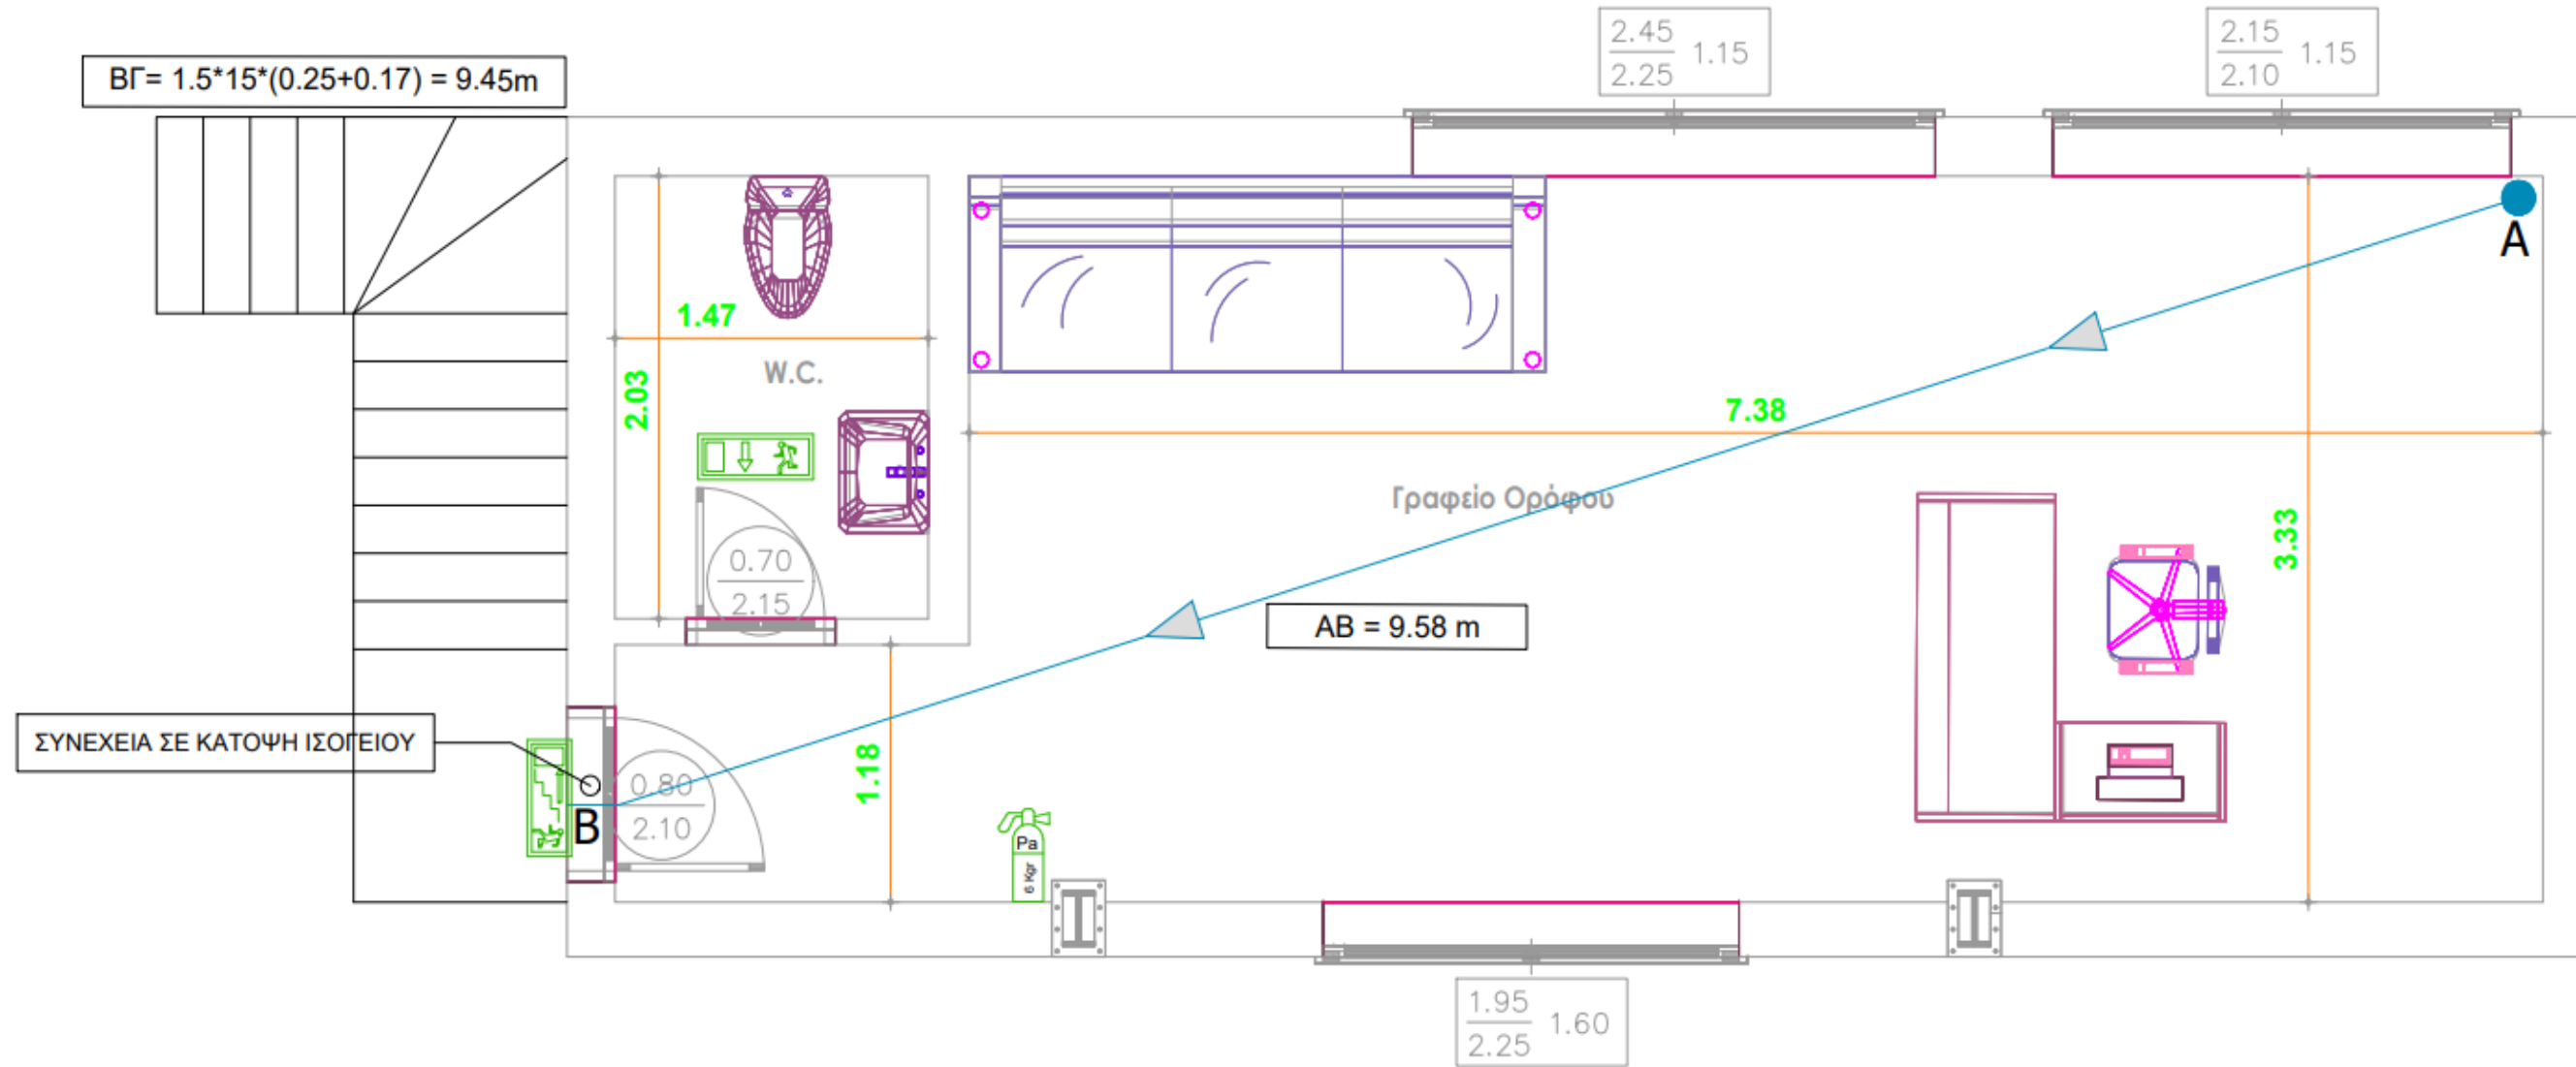 2.45
2.25 1.15
2.15
2.10 1.15
ΒΓ= 1.5*15*(0.25+0.17) = 9.45m
A
1.47
W.C.
2.03
7.38
Γραφείο Ορόφου
3.33
0.70
2.15
AB = 9.58 m
ΣΥΝΕΧΕΙΑ ΣΕ ΚΑΤΟΨΗ ΙΣΟΓΕΙΟΥ
1.18
0.80
2.10
B
Pa
6 Kgr
1.95
2.25 1.60